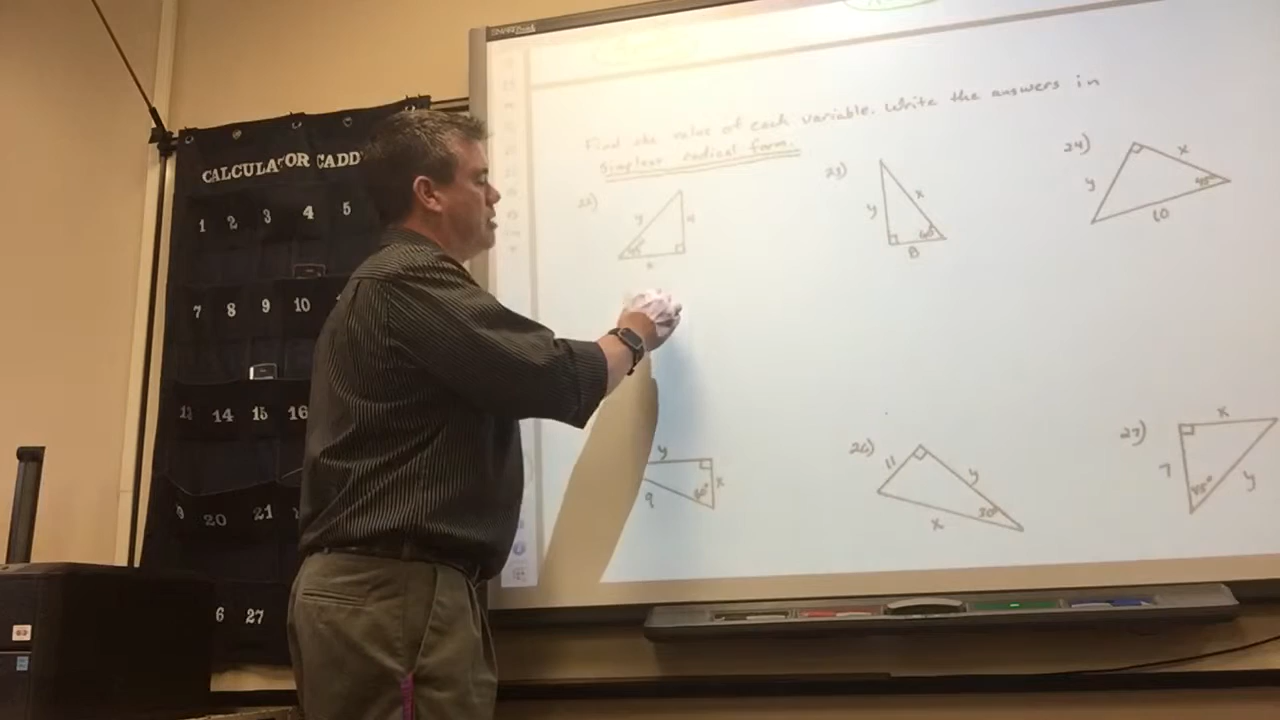 CALCULATOR CADD
1 2 3 4 5
7 8 9 10
13 14 15 16
20 21
6 27
Find the value of each variable. Write the answers in
simplest radical form.
22)
y
4
45°
x
23)
y
x
60°
8
24)
y
x
45°
10
y
x
60°
9
26)
11
y
30°
x
27)
x
7
45°
y